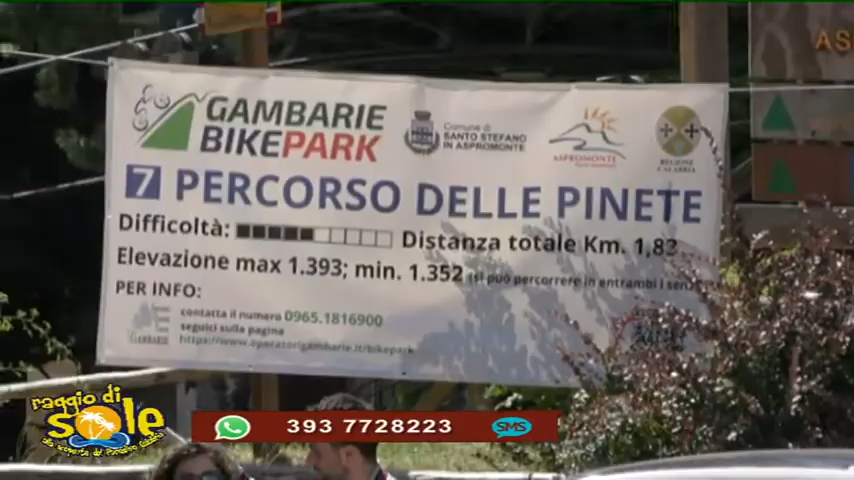 AS
GAMBARIE
BIKEPARK
Comune di
SANTO STEFANO
IN ASPROMONTE
ASPROMONTE
REGIONE
CALABRIA
7 PERCORSO DELLE PINETE
Difficoltà: Distanza totale Km. 1,83
Elevazione max 1.393; min. 1.352 (si può percorrere in entrambi i sensi
PER INFO:
contatta il numero 0965.1816900
seguici sulla pagina
https://www.operatorigambarie.it/bikepark
GAMBARIE
raggio di
sole
393 7728223
SMS